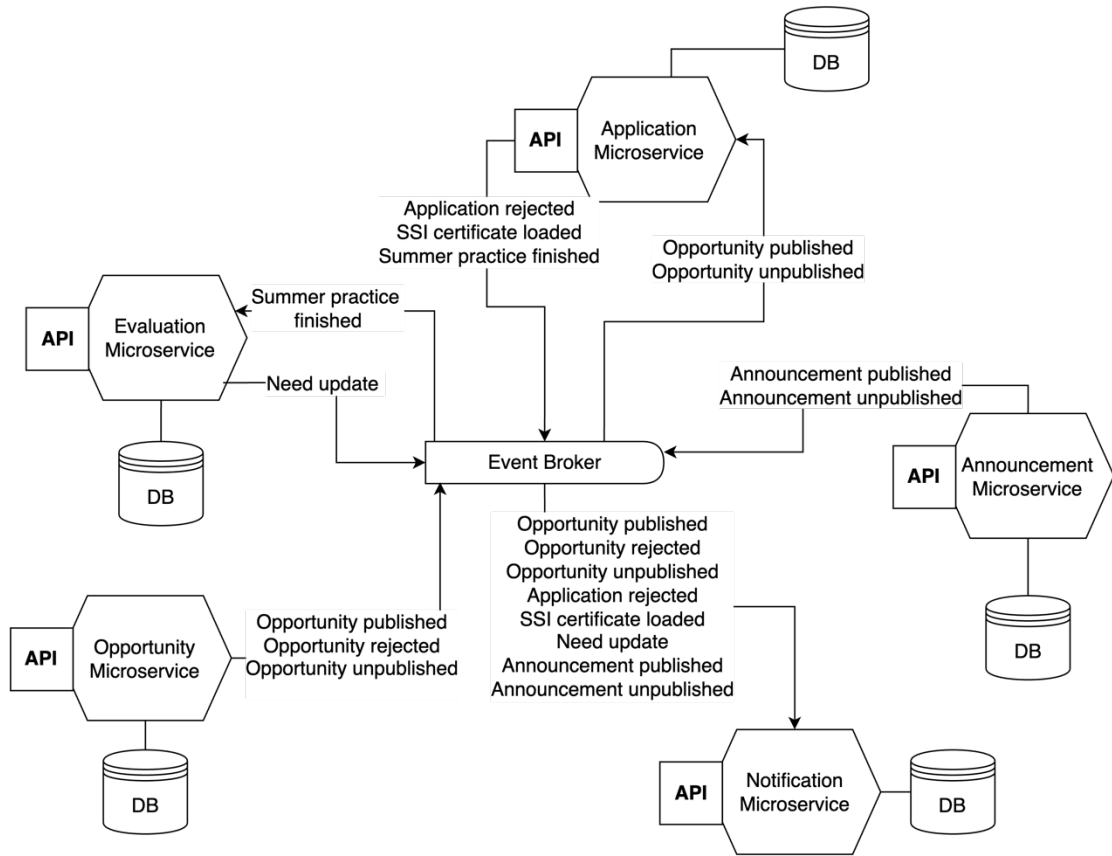 DB
API
Application
Microservice
Application rejected
SSI certificate loaded
Summer practice finished
Opportunity published
Opportunity unpublished
API
Evaluation
Microservice
Summer practice
finished
Need update
DB
Announcement published
Announcement unpublished
Event Broker
API
Announcement
Microservice
DB
Opportunity published
Opportunity rejected
Opportunity unpublished
Application rejected
SSI certificate loaded
Need update
Announcement published
Announcement unpublished
API
Opportunity
Microservice
Opportunity published
Opportunity rejected
Opportunity unpublished
DB
API
Notification
Microservice
DB